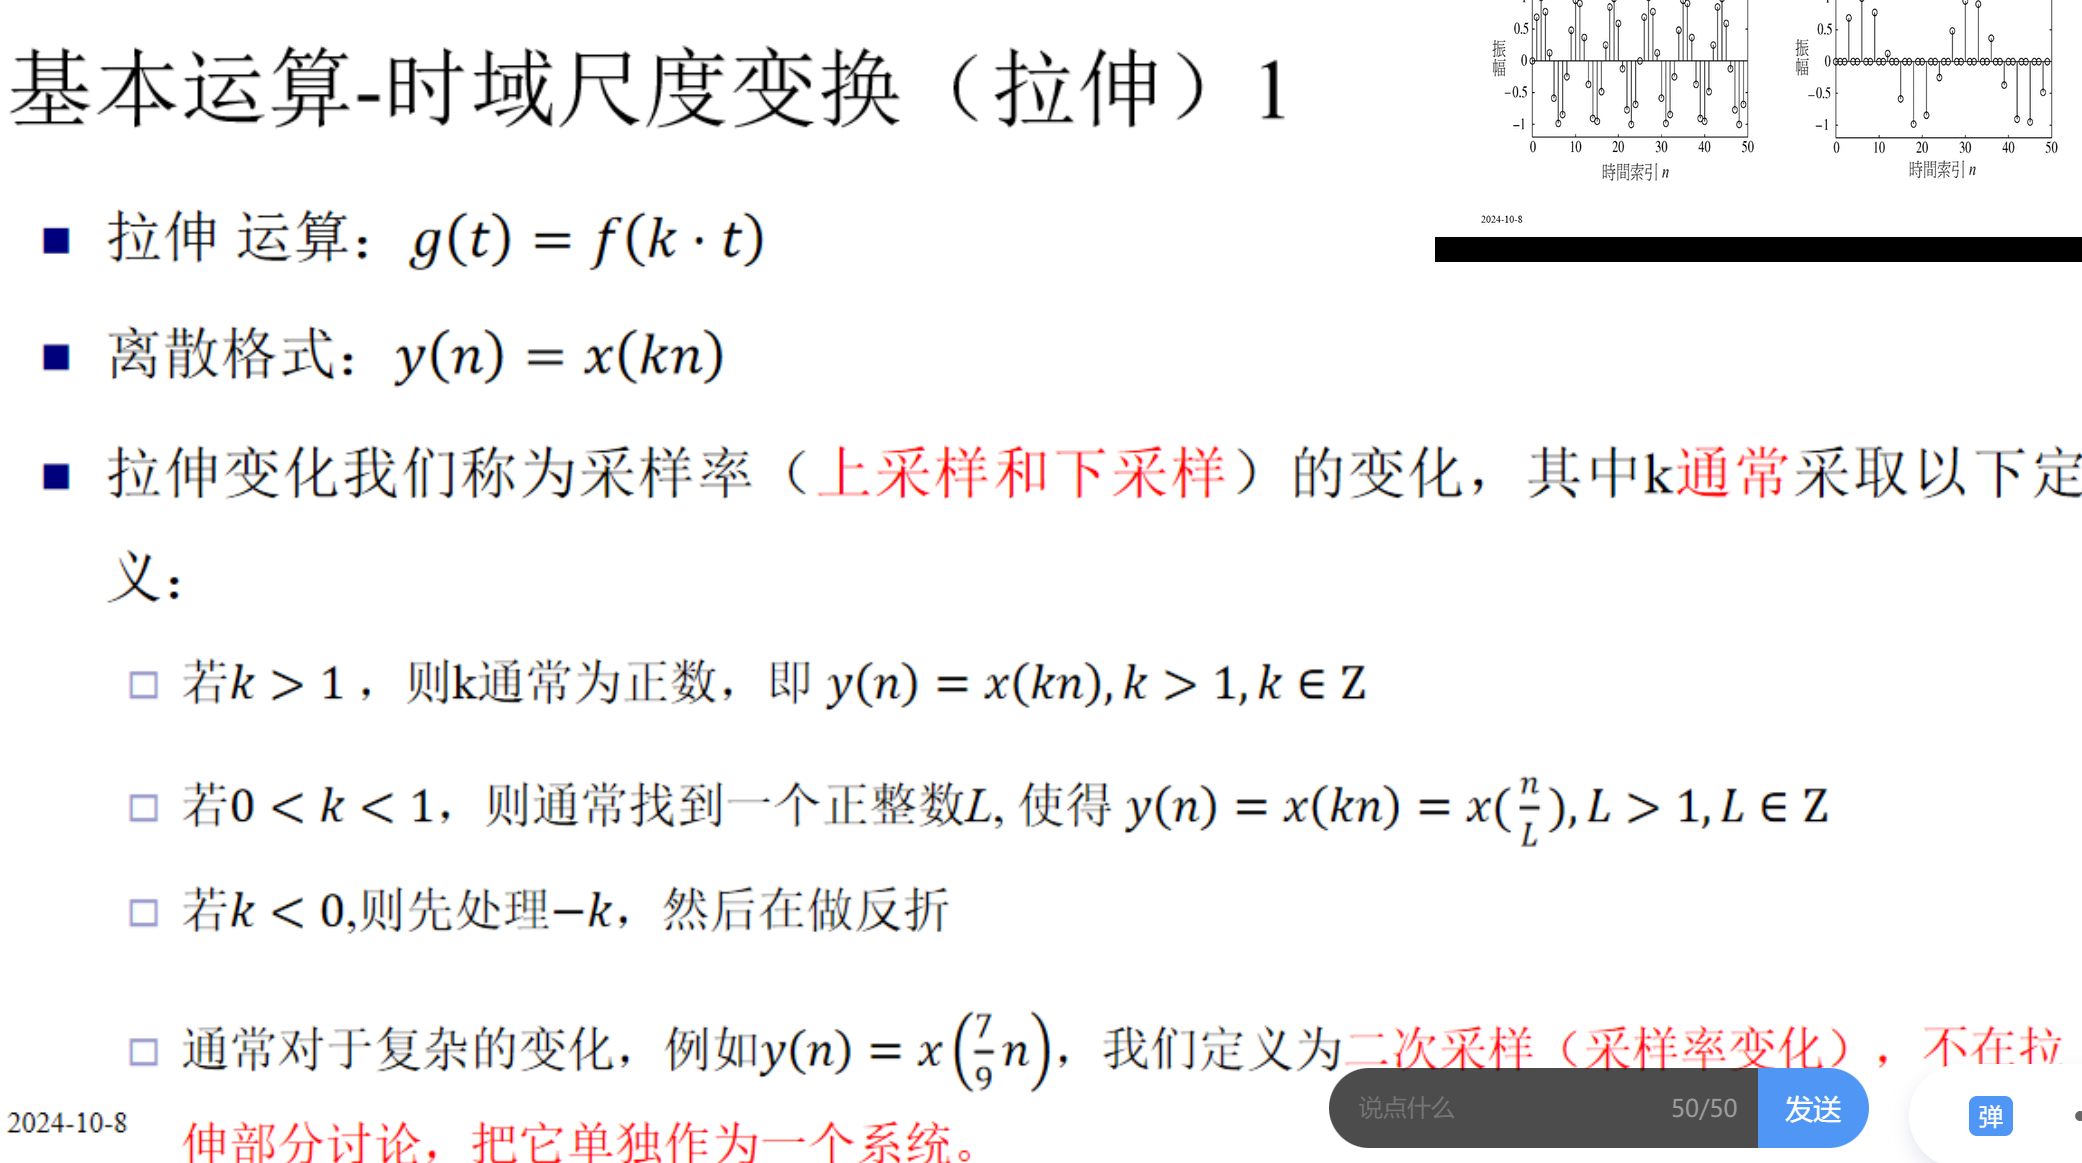 基本运算-时域尺度变换（拉伸）1
拉伸 运算：g(t) = f(k · t)
离散格式：y(n) = x(kn)
拉伸变化我们称为采样率（上采样和下采样）的变化，其中k通常采取以下定
义：
若k > 1，则k通常为正数，即 y(n) = x(kn), k > 1, k ∈ Z
若0 < k < 1，则通常找到一个正整数L, 使得 y(n) = x(kn) = x(n/L), L > 1, L ∈ Z
若k < 0,则先处理−k，然后在做反折
通常对于复杂的变化，例如y(n) = x(7/9 n)，我们定义为二次采样（采样率变化），不在拉
伸部分讨论，把它单独作为一个系统。
2024-10-8
振幅
0.5
0
−0.5
−1
0 10 20 30 40 50
時間索引 n
振幅
0.5
0
−0.5
−1
0 10 20 30 40 50
時間索引 n
2024-10-8
说点什么 50/50 发送
弹